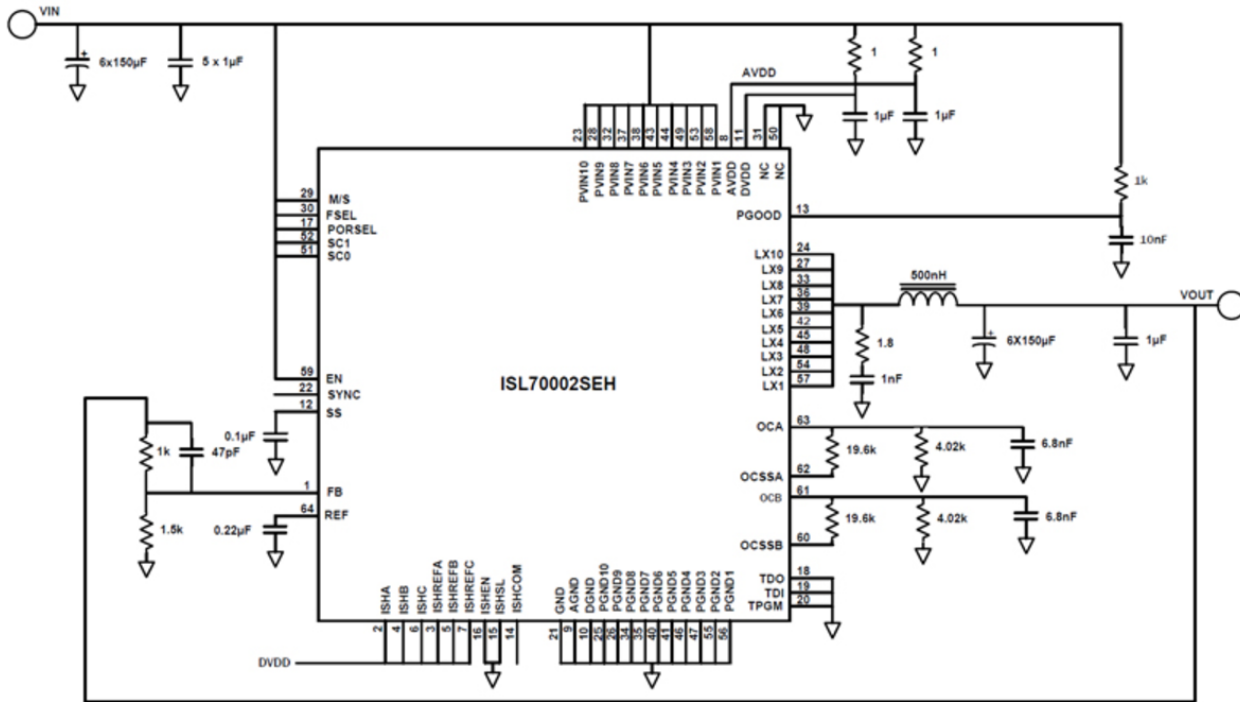 VIN
6x150µF
5 x 1µF
1
1
AVDD
1µF
1µF
23
28
32
37
38
43
44
49
53
58
8
11
31
50
PVIN10
PVIN9
PVIN8
PVIN7
PVIN6
PVIN5
PVIN4
PVIN3
PVIN2
PVIN1
AVDD
DVDD
NC
NC
29 M/S
30 FSEL
17 PORSEL
52 SC1
51 SC0
59 EN
22 SYNC
12 SS
0.1µF
1k
47pF
1 FB
64 REF
1.5k
0.22µF
ISL70002SEH
1k
PGOOD 13
10nF
LX10 24
LX9 27
LX8 33
LX7 36
LX6 39
LX5 42
LX4 45
LX3 48
LX2 54
LX1 57
500nH
VOUT
1.8
1nF
6X150µF
1µF
OCA 63
19.6k
4.02k
6.8nF
OCSSA 62
OCB 61
19.6k
4.02k
6.8nF
OCSSB 60
TDO 18
TDI 19
TPGM 20
ISHA
ISHB
ISHC
ISHREFA
ISHREFB
ISHREFC
ISHEN
ISHSL
ISHCOM
GND
AGND
DGND
PGND10
PGND9
PGND8
PGND7
PGND6
PGND5
PGND4
PGND3
PGND2
PGND1
2
4
6
3
5
7
16
15
14
21
9
10
25
26
34
35
40
41
46
47
55
56
DVDD